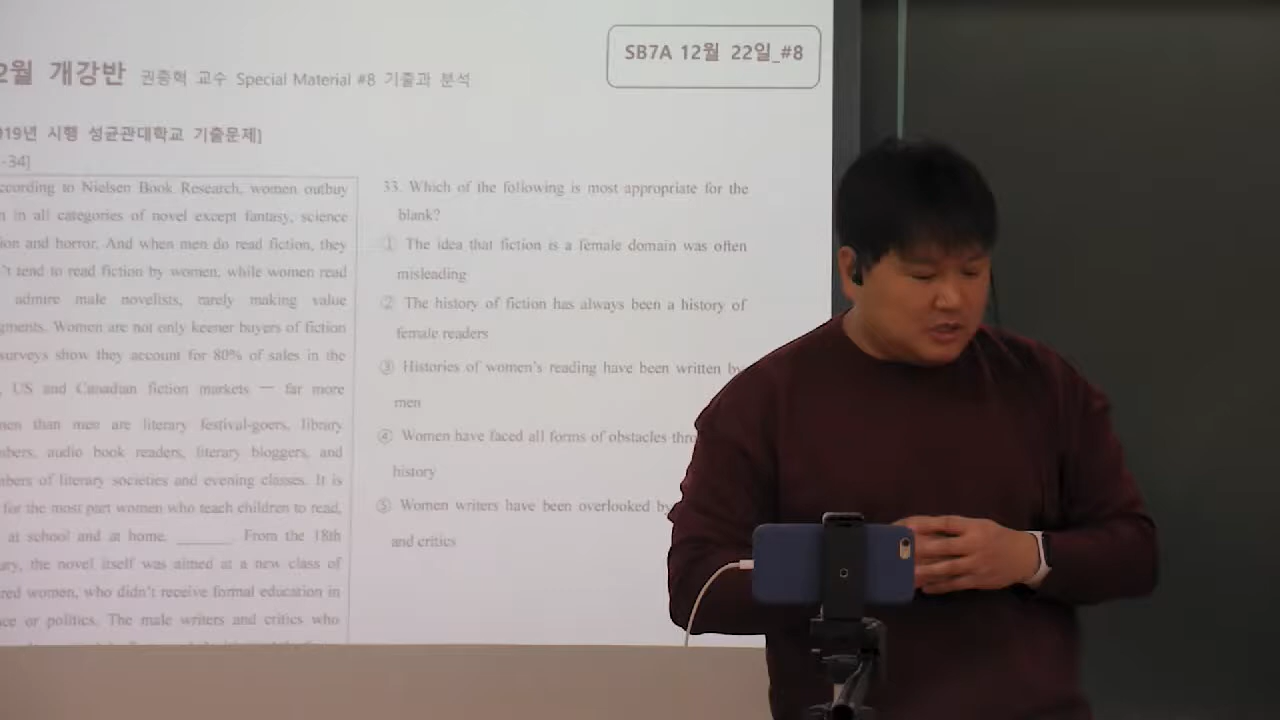 SB7A 12월 22일_#8
2월 개강반 권중혁 교수 Special Material #8 기출과 분석
19년 시행 성균관대학교 기출문제]
-34]
ccording to Nielsen Book Research, women outbuy
n in all categories of novel except fantasy, science
ion and horror. And when men do read fiction, they
't tend to read fiction by women, while women read
admire male novelists, rarely making value
gments. Women are not only keener buyers of fiction
surveys show they account for 80% of sales in the
, US and Canadian fiction markets — far more
men than men are literary festival-goers, library
mbers, audio book readers, literary bloggers, and
mbers of literary societies and evening classes. It is
for the most part women who teach children to read,
at school and at home. ______ From the 18th
ury, the novel itself was aimed at a new class of
red women, who didn't receive formal education in
ce or politics. The male writers and critics who
33. Which of the following is most appropriate for the
blank?
① The idea that fiction is a female domain was often
misleading
② The history of fiction has always been a history of
female readers
③ Histories of women's reading have been written by
men
④ Women have faced all forms of obstacles thro
history
⑤ Women writers have been overlooked by
and critics